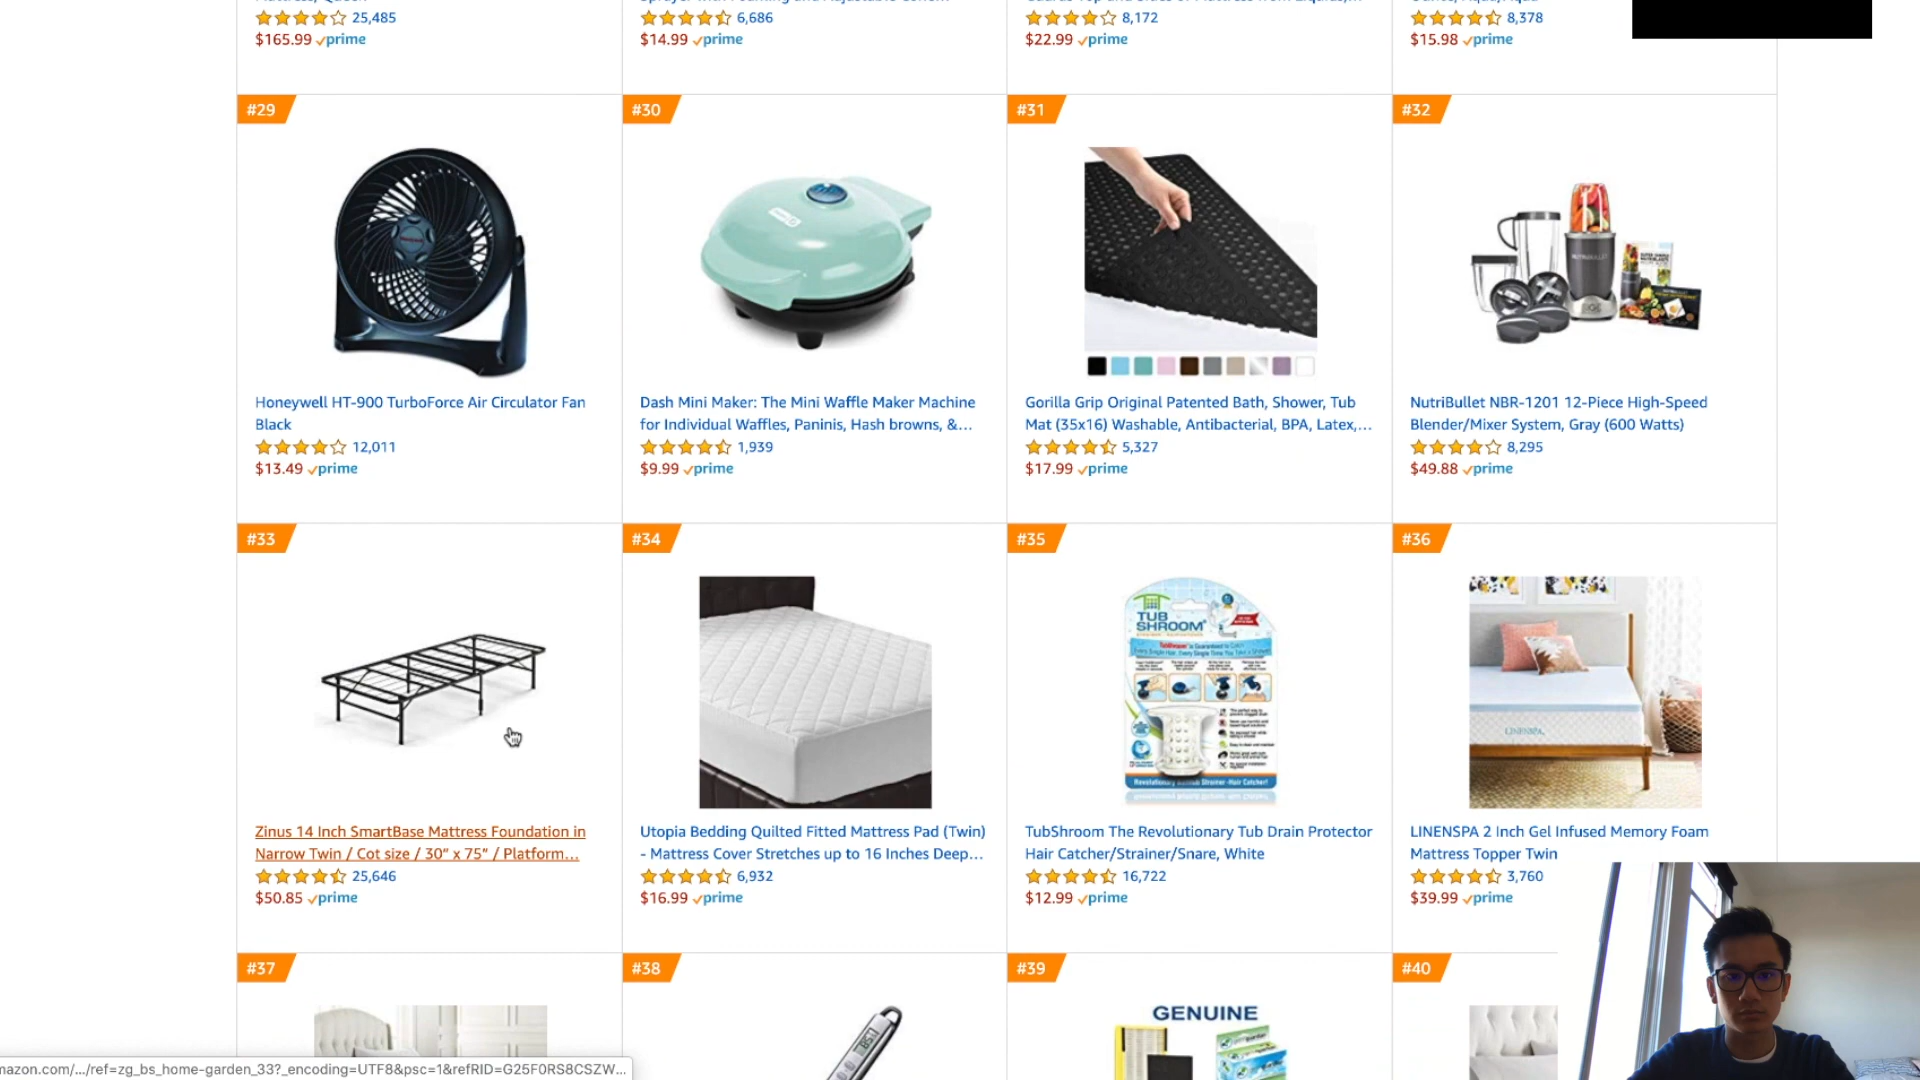 25,485
$165.99 prime
6,686
$14.99 prime
8,172
$22.99 prime
8,378
$15.98 prime
#29
Honeywell HT-900 TurboForce Air Circulator Fan
Black
12,011
$13.49 prime
#30
Dash Mini Maker: The Mini Waffle Maker Machine
for Individual Waffles, Paninis, Hash browns, &...
1,939
$9.99 prime
#31
Gorilla Grip Original Patented Bath, Shower, Tub
Mat (35x16) Washable, Antibacterial, BPA, Latex,...
5,327
$17.99 prime
#32
NutriBullet NBR-1201 12-Piece High-Speed
Blender/Mixer System, Gray (600 Watts)
8,295
$49.88 prime
#33
Zinus 14 Inch SmartBase Mattress Foundation in
Narrow Twin / Cot size / 30” x 75” / Platform...
25,646
$50.85 prime
#34
Utopia Bedding Quilted Fitted Mattress Pad (Twin)
- Mattress Cover Stretches up to 16 Inches Deep...
6,932
$16.99 prime
#35
TUB
SHROOM
TubShroom The Revolutionary Tub Drain Protector
Hair Catcher/Strainer/Snare, White
16,722
$12.99 prime
#36
LINENSPA
LINENSPA 2 Inch Gel Infused Memory Foam
Mattress Topper Twin
3,760
$39.99 prime
#37
#38
#39
GENUINE
#40
nazon.com/.../ref=zg_bs_home-garden_33?_encoding=UTF8&psc=1&refRID=G25F0RS8CSZW...